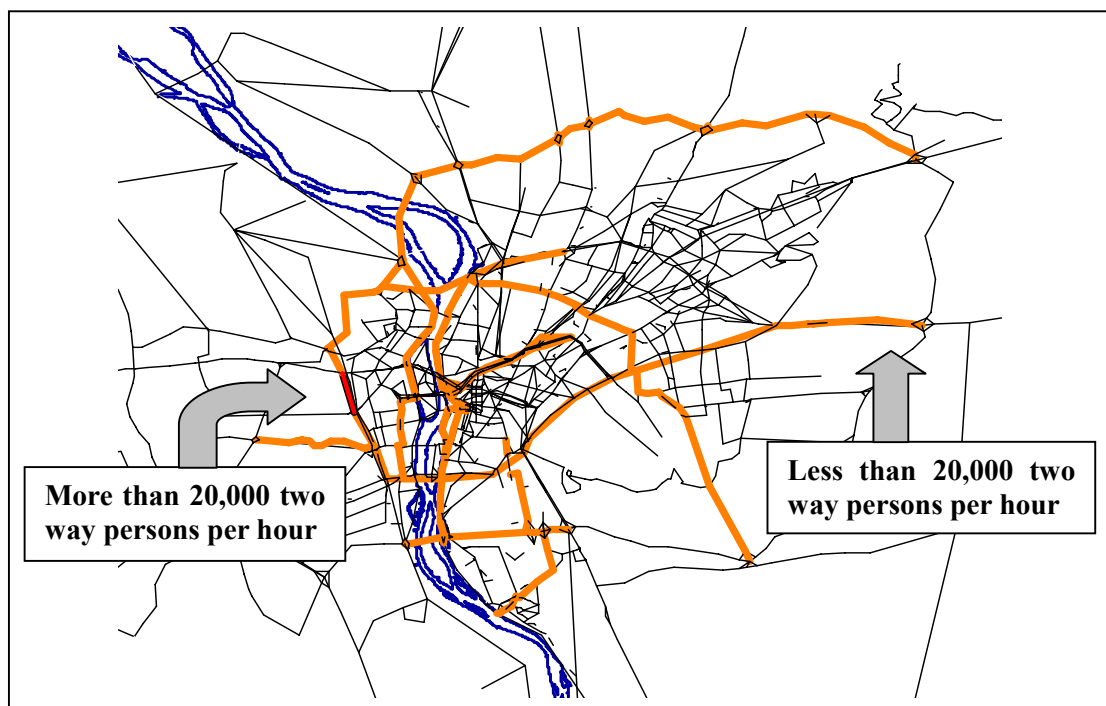 More than 20,000 two
way persons per hour
Less than 20,000 two
way persons per hour